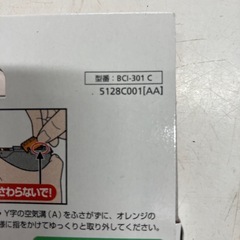 型番：BCI-301 C
5128C001[AA]
さわらないで!
・Y字の空気溝（A）をふさがずに、オレンジの
に指をかけてゆっくりと取り外してください。